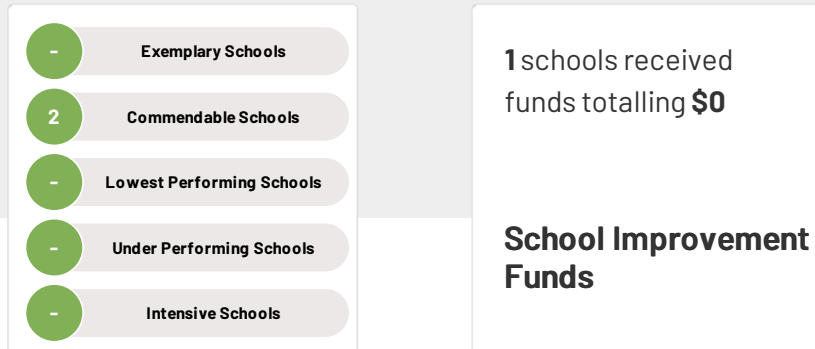 - Exemplary Schools
2 Commendable Schools
- Lowest Performing Schools
- Under Performing Schools
- Intensive Schools
1 schools received
funds totalling $0
School Improvement
Funds